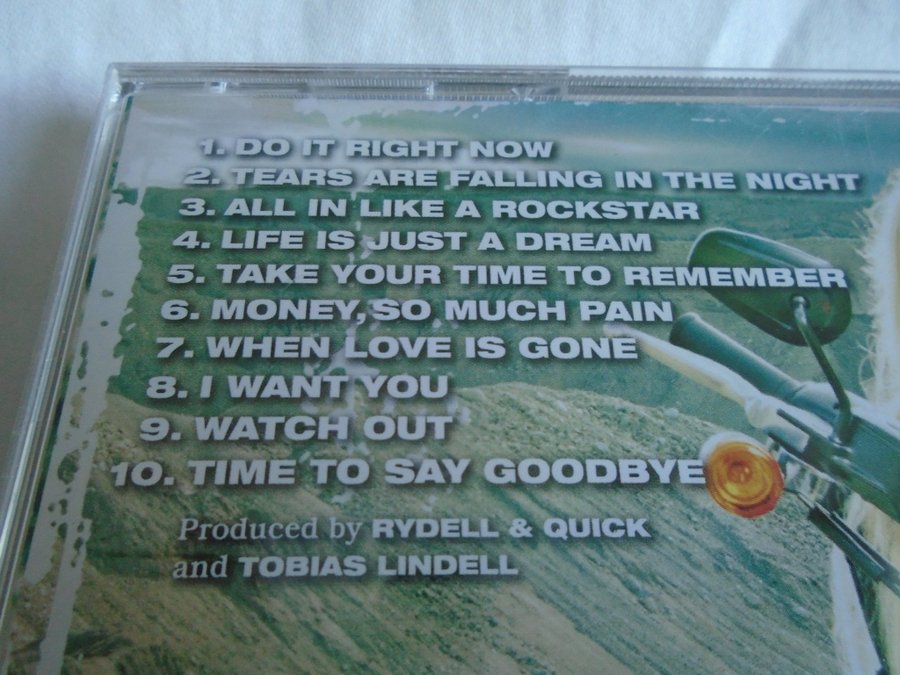 1. DO IT RIGHT NOW
2. TEARS ARE FALLING IN THE NIGHT
3. ALL IN LIKE A ROCKSTAR
4. LIFE IS JUST A DREAM
5. TAKE YOUR TIME TO REMEMBER
6. MONEY, SO MUCH PAIN
7. WHEN LOVE IS GONE
8. I WANT YOU
9. WATCH OUT
10. TIME TO SAY GOODBYE
Produced by RYDELL & QUICK
and TOBIAS LINDELL